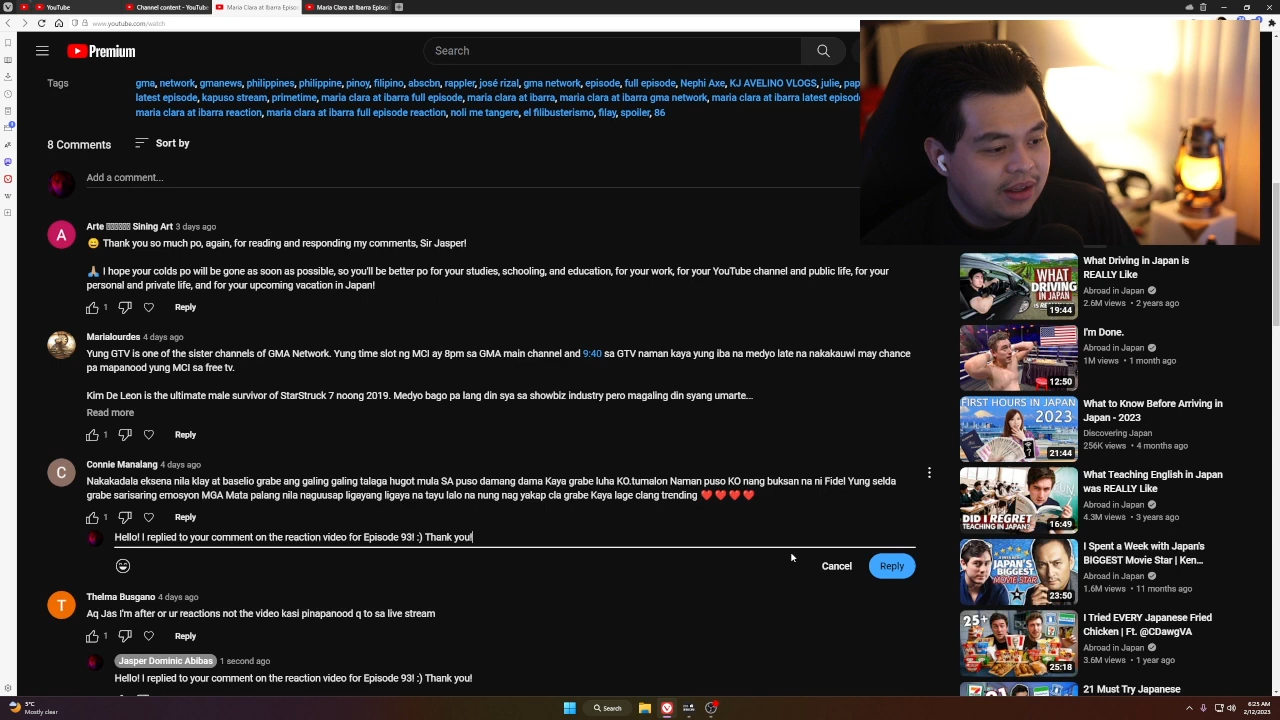 YouTube
Channel content - YouTube
Maria Clara at Ibarra Episo
Maria Clara at Ibarra Episo
www.youtube.com/watch
Premium
Search
Tags
gma, network, gmanews, philippines, philippine, pinoy, filipino, abscbn, rappler, josé rizal, gma network, episode, full episode, Nephi Axe, KJ AVELINO VLOGS, julie, pap
latest episode, kapuso stream, primetime, maria clara at ibarra full episode, maria clara at ibarra, maria clara at ibarra gma network, maria clara at ibarra latest episode
maria clara at ibarra reaction, maria clara at ibarra full episode reaction, noli me tangere, el filibusterismo, filay, spoiler, 86
8 Comments
Sort by
Add a comment...
Arte Sining Art 3 days ago
😀 Thank you so much po, again, for reading and responding my comments, Sir Jasper!
🙏 I hope your colds po will be gone as soon as possible, so you'll be better po for your studies, schooling, and education, for your work, for your YouTube channel and public life, for your
personal and private life, and for your upcoming vacation in Japan!
1 Reply
Marialourdes 4 days ago
Yung GTV is one of the sister channels of GMA Network. Yung time slot ng MCI ay 8pm sa GMA main channel and 9:40 sa GTV naman kaya yung iba na medyo late na nakakauwi may chance
pa mapanood yung MCI sa free tv.
Kim De Leon is the ultimate male survivor of StarStruck 7 noong 2019. Medyo bago pa lang din sya sa showbiz industry pero magaling din syang umarte...
Read more
1 Reply
Connie Manalang 4 days ago
Nakakadala eksena nila klay at baselio grabe ang galing galing talaga hugot mula SA puso damang dama Kaya grabe luha KO.tumalon Naman puso KO nang buksan na ni Fidel Yung selda
grabe sarisaring emosyon MGA Mata palang nila naguusap ligayang ligaya na tayu lalo na nung nag yakap cla grabe Kaya lage clang trending ❤️❤️❤️❤️
1 Reply
Hello! I replied to your comment on the reaction video for Episode 93! :) Thank you!
Cancel
Reply
Thelma Busgano 4 days ago
Aq Jas I'm after or ur reactions not the video kasi pinapanood q to sa live stream
1 Reply
Jasper Dominic Abibas 1 second ago
Hello! I replied to your comment on the reaction video for Episode 93! :) Thank you!
A
C
T
WHAT
DRIVING
IN JAPAN
19:44
What Driving in Japan is
REALLY Like
Abroad in Japan
2.6M views • 2 years ago
12:50
I'm Done.
Abroad in Japan
1M views • 1 month ago
FIRST HOURS IN JAPAN
2023
21:44
What to Know Before Arriving in
Japan - 2023
Discovering Japan
256K views • 4 months ago
DID I REGRET
TEACHING IN JAPAN?
16:49
What Teaching English in Japan
was REALLY Like
Abroad in Japan
4.3M views • 3 years ago
JAPAN'S
BIGGEST
MOVIE STAR
23:50
I Spent a Week with Japan's
BIGGEST Movie Star | Ken...
Abroad in Japan
1.6M views • 11 months ago
25+
25:18
I Tried EVERY Japanese Fried
Chicken | Ft. @CDawgVA
Abroad in Japan
3.6M views • 1 year ago
21 Must Try Japanese
5°C
Mostly clear
Search
6:25 AM
2/12/2023